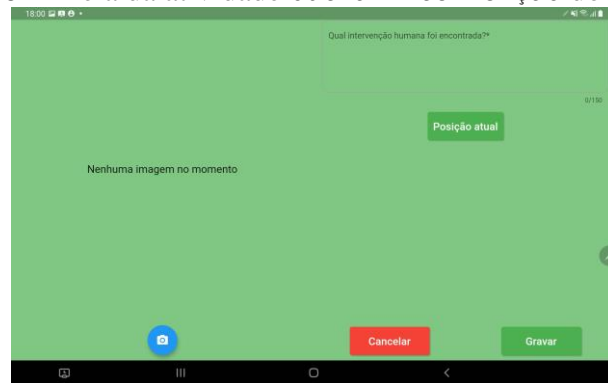 18:00
Qual intervenção humana foi encontrada?*
0/150
Posição atual
Nenhuma imagem no momento
Cancelar
Gravar